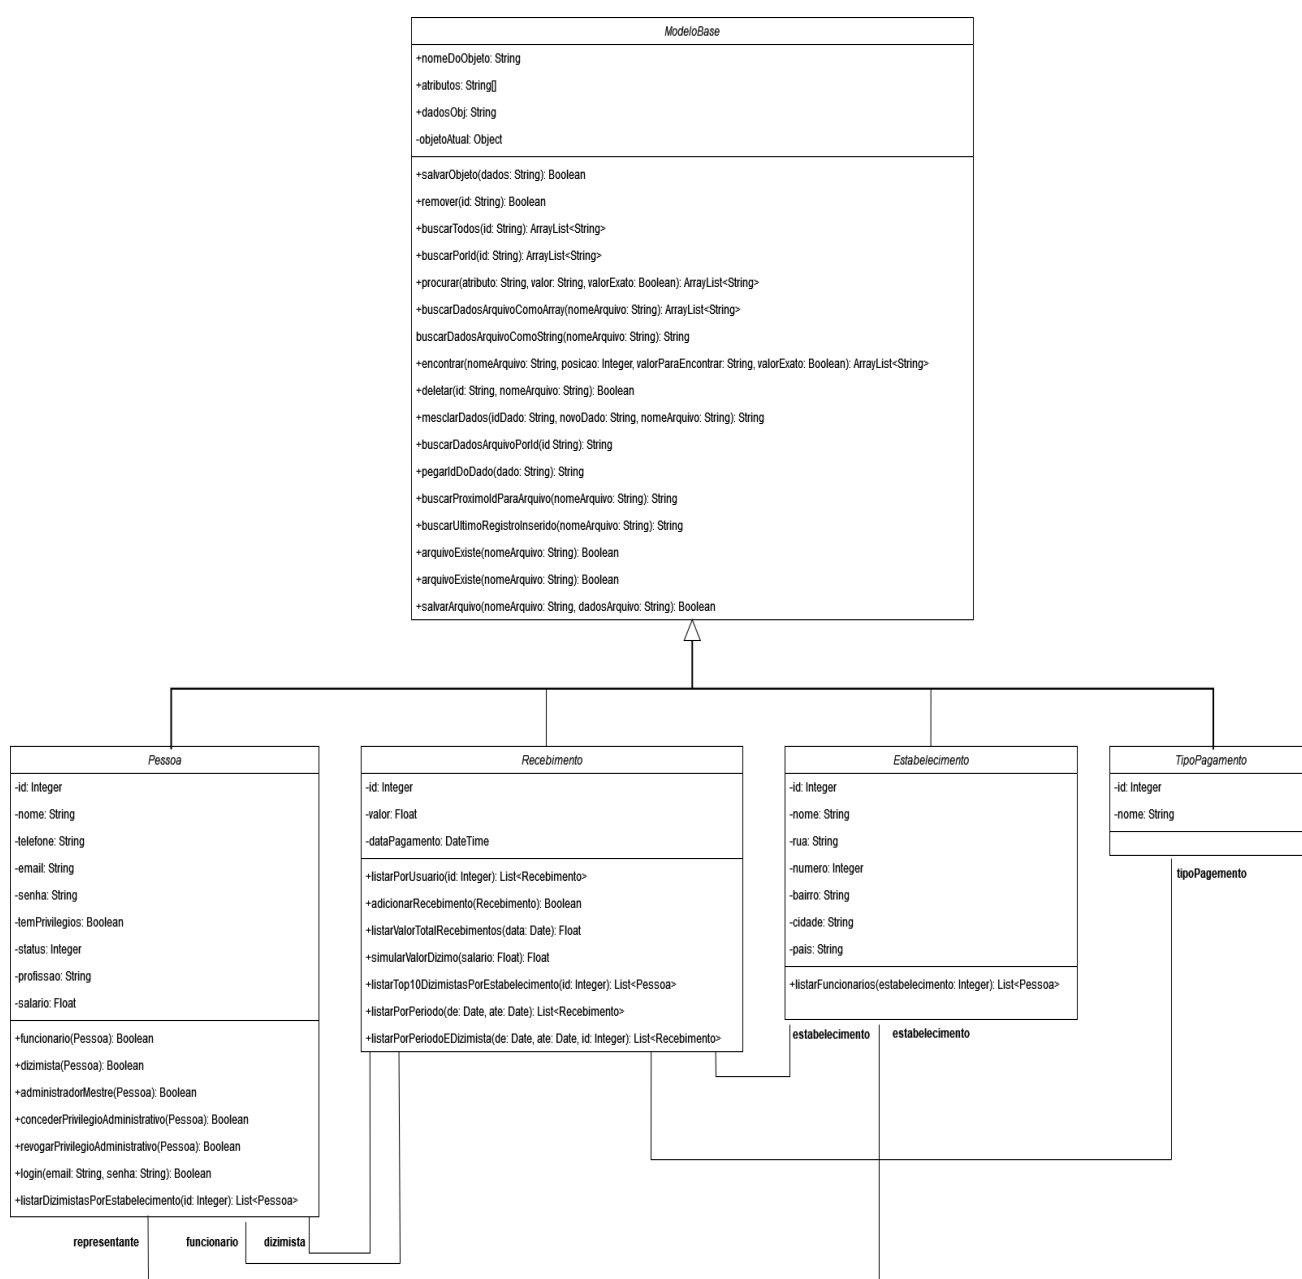 ModeloBase
+nomeDoObjeto: String
+atributos: String[]
+dadosObj: String
-objetoAtual: Object
+salvarObjeto(dados: String): Boolean
+remover(id: String): Boolean
+buscarTodos(id: String): ArrayList<String>
+buscarPorId(id: String): ArrayList<String>
+procurar(atributo: String, valor: String, valorExato: Boolean): ArrayList<String>
+buscarDadosArquivoComoArray(nomeArquivo: String): ArrayList<String>
buscarDadosArquivoComoString(nomeArquivo: String): String
+encontrar(nomeArquivo: String, posicao: Integer, valorParaEncontrar: String, valorExato: Boolean): ArrayList<String>
+deletar(id: String, nomeArquivo: String): Boolean
+mesclarDados(idDado: String, novoDado: String, nomeArquivo: String): String
+buscarDadosArquivoPorId(id String): String
+pegarIdDoDado(dado: String): String
+buscarProximoIdParaArquivo(nomeArquivo: String): String
+buscarUltimoRegistroInserido(nomeArquivo: String): String
+arquivoExiste(nomeArquivo: String): Boolean
+arquivoExiste(nomeArquivo: String): Boolean
+salvarArquivo(nomeArquivo: String, dadosArquivo: String): Boolean
Pessoa
-id: Integer
-nome: String
-telefone: String
-email: String
-senha: String
-temPrivilegios: Boolean
-status: Integer
-profissao: String
-salario: Float
+funcionario(Pessoa): Boolean
+dizimista(Pessoa): Boolean
+administradorMestre(Pessoa): Boolean
+concederPrivilegioAdministrativo(Pessoa): Boolean
+revogarPrivilegioAdministrativo(Pessoa): Boolean
+login(email: String, senha: String): Boolean
+listarDizimistasPorEstabelecimento(id: Integer): List<Pessoa>
representante
funcionario
dizimista
Recebimento
-id: Integer
-valor: Float
-dataPagamento: DateTime
+listarPorUsuario(id: Integer): List<Recebimento>
+adicionarRecebimento(Recebimento): Boolean
+listarValorTotalRecebimentos(data: Date): Float
+simularValorDizimo(salario: Float): Float
+listarTop10DizimistasPorEstabelecimento(id: Integer): List<Pessoa>
+listarPorPeriodo(de: Date, ate: Date): List<Recebimento>
+listarPorPeriodoEDizimista(de: Date, ate: Date, id: Integer): List<Recebimento>
Estabelecimento
-id: Integer
-nome: String
-rua: String
-numero: Integer
-bairro: String
-cidade: String
-pais: String
+listarFuncionarios(estabelecimento: Integer): List<Pessoa>
estabelecimento
estabelecimento
TipoPagamento
-id: Integer
-nome: String
tipoPagemento